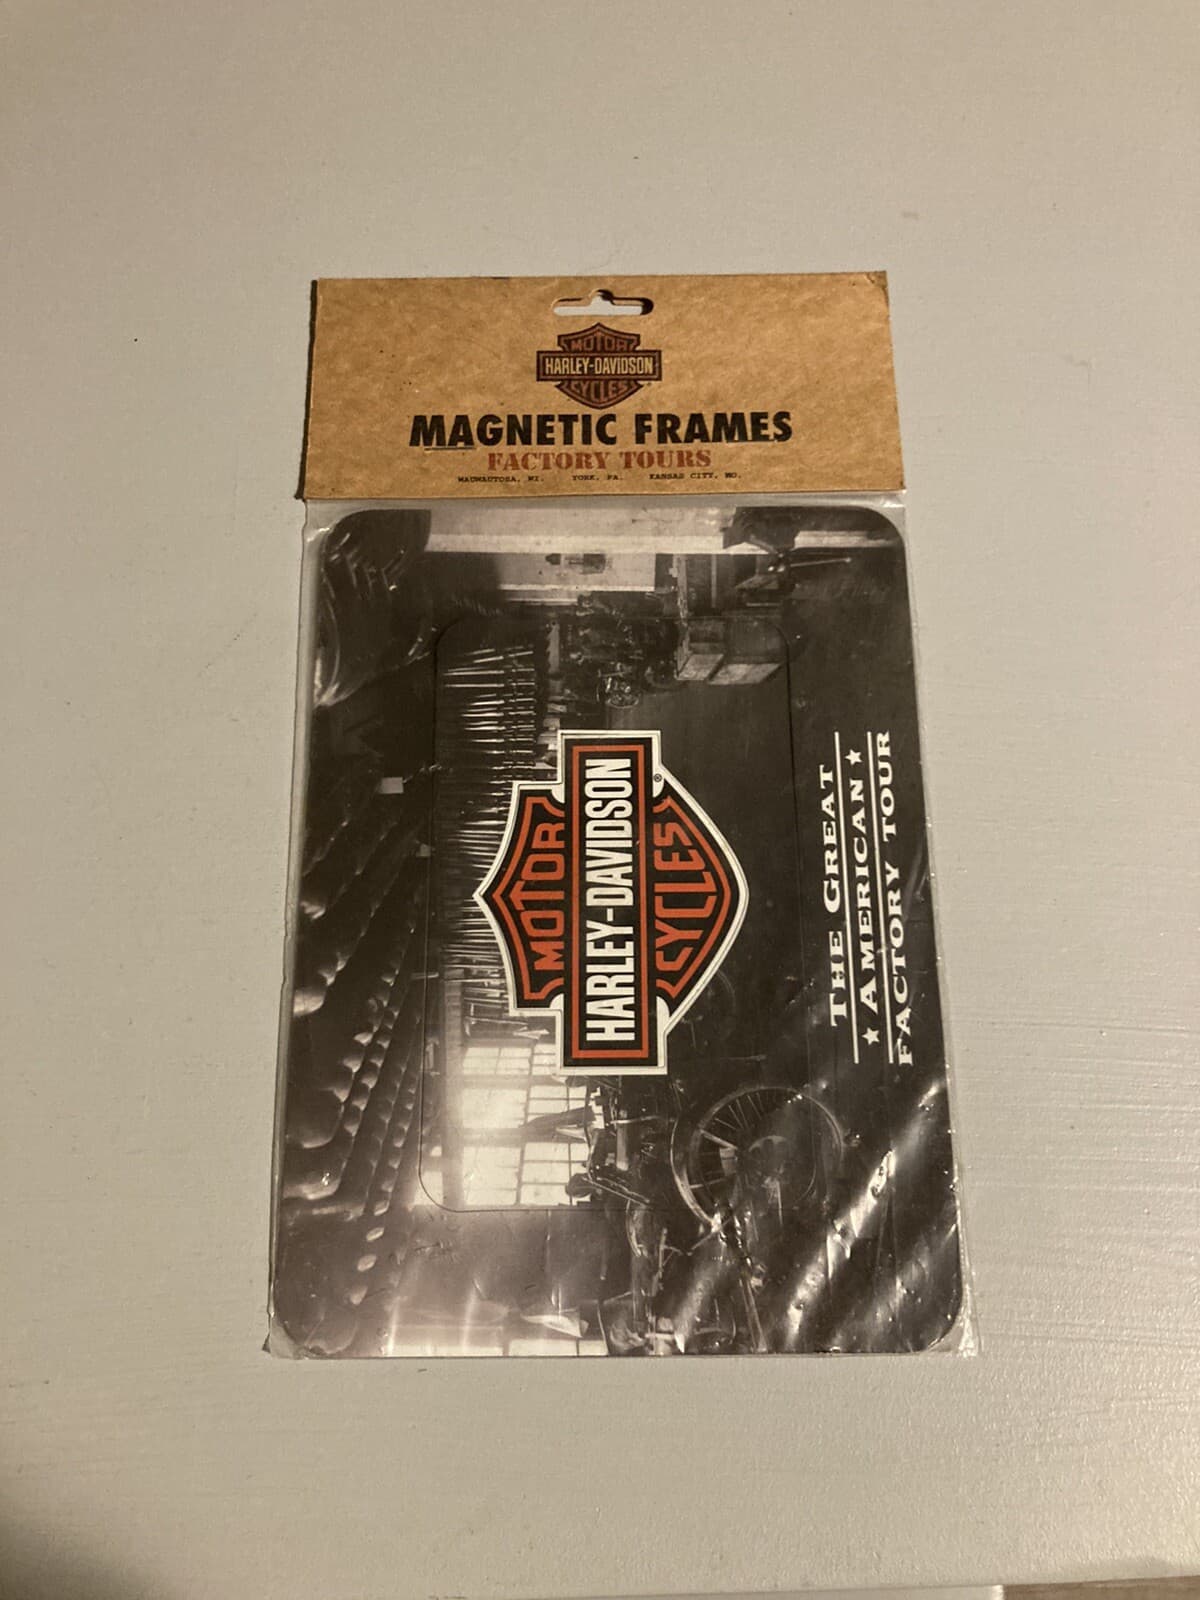 MOTOR
HARLEY-DAVIDSON
CYCLES
MAGNETIC FRAMES
FACTORY TOURS
WAUWAUTOSA, WI. YORK, PA. KANSAS CITY, MO.
MOTOR
HARLEY-DAVIDSON
CYCLES
®
THE GREAT
★ AMERICAN ★
FACTORY TOUR